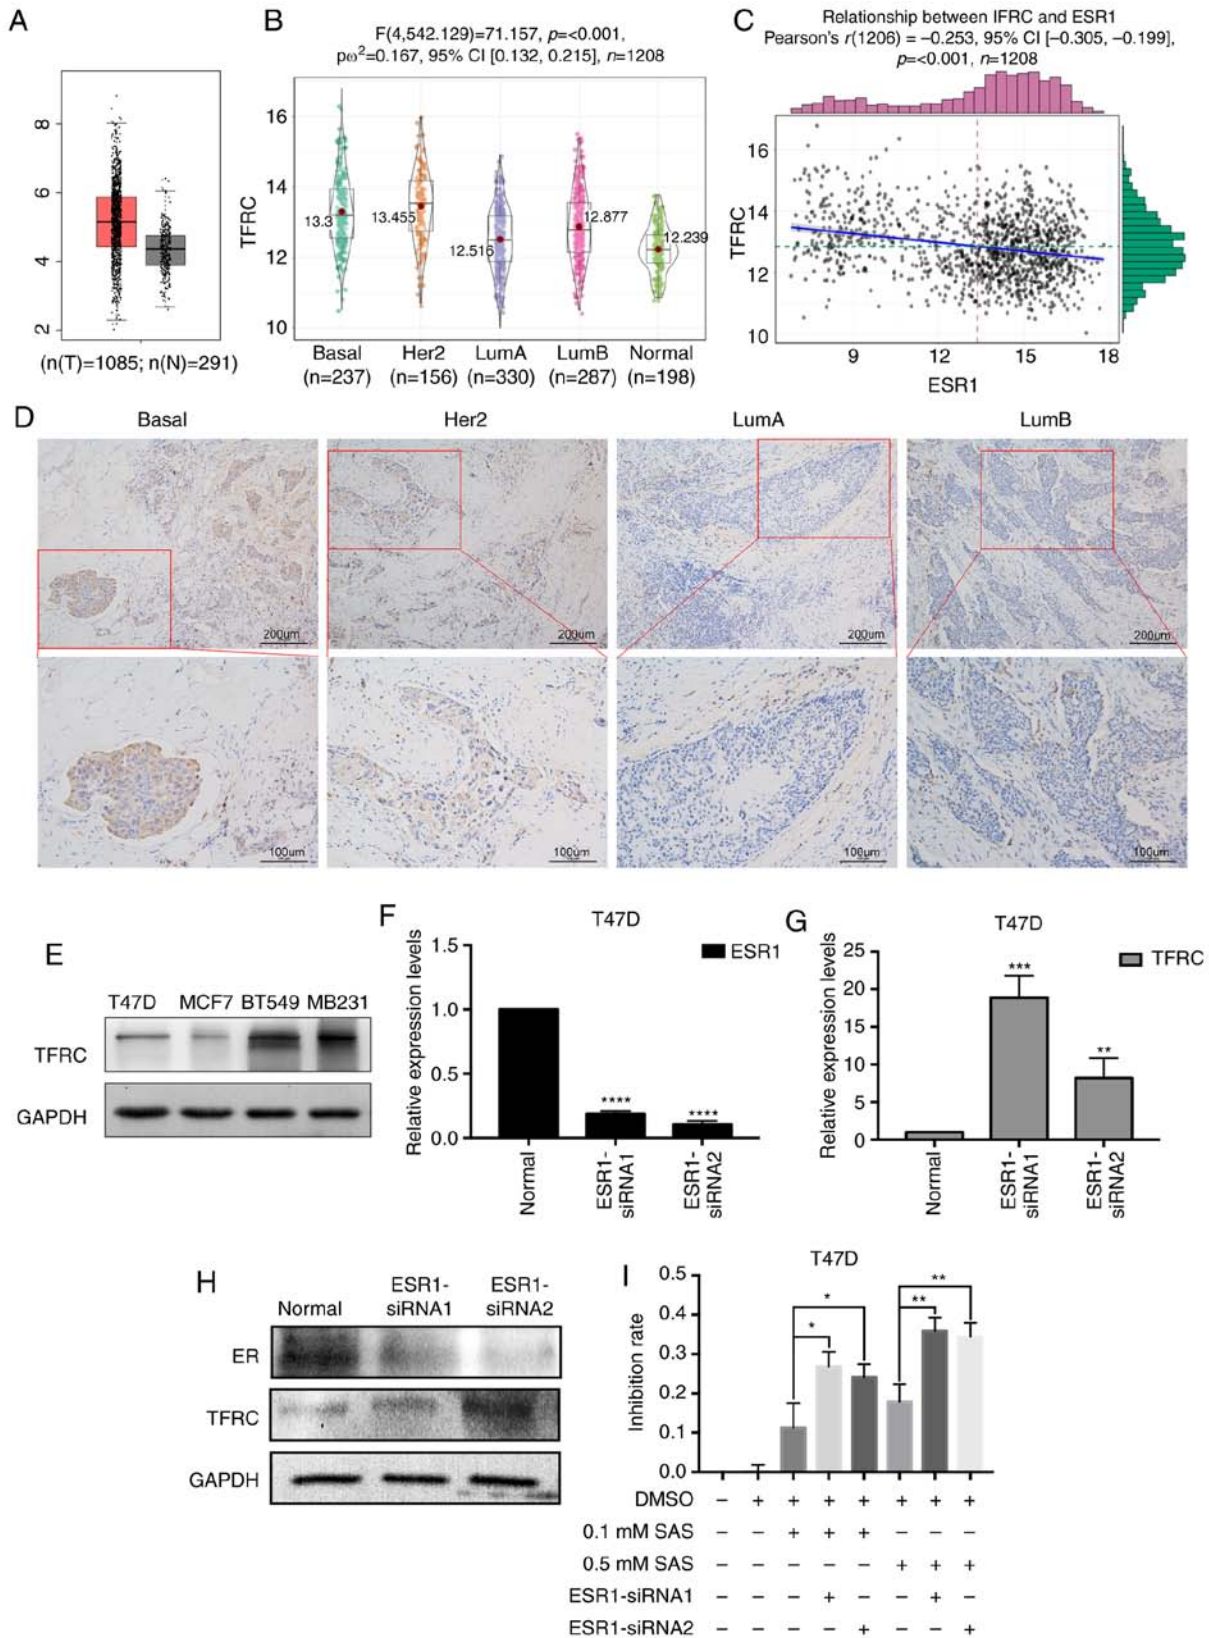 A
8
6
4
2
(n(T)=1085; n(N)=291)
B
F(4,542.129)=71.157, p=<0.001,
pω²=0.167, 95% CI [0.132, 0.215], n=1208
TFRC
16
14
12
10
13.3
13.455
12.516
12.877
12.239
Basal Her2 LumA LumB Normal
(n=237) (n=156) (n=330) (n=287) (n=198)
C
Relationship between IFRC and ESR1
Pearson's r(1206) = −0.253, 95% CI [−0.305, −0.199],
p=<0.001, n=1208
TFRC
16
14
12
10
9 12 15 18
ESR1
D
Basal Her2 LumA LumB
200um 200um 200um 200um
100um 100um 100um 100um
E
T47D MCF7 BT549 MB231
TFRC
GAPDH
F
T47D
ESR1
Relative expression levels
1.5
1.0
0.5
0.0
**** ****
Normal
ESR1-
siRNA1
ESR1-
siRNA2
G
T47D
TFRC
Relative expression levels
25
20
15
10
5
0
***
**
Normal
ESR1-
siRNA1
ESR1-
siRNA2
H
Normal
ESR1-
siRNA1
ESR1-
siRNA2
ER
TFRC
GAPDH
I
T47D
Inhibition rate
0.5
0.4
0.3
0.2
0.1
0.0
* * ** **
DMSO − + + + + + + +
0.1 mM SAS − − + + + − − −
0.5 mM SAS − − − − − + + +
ESR1-siRNA1 − − − + − − + −
ESR1-siRNA2 − − − − + − − +